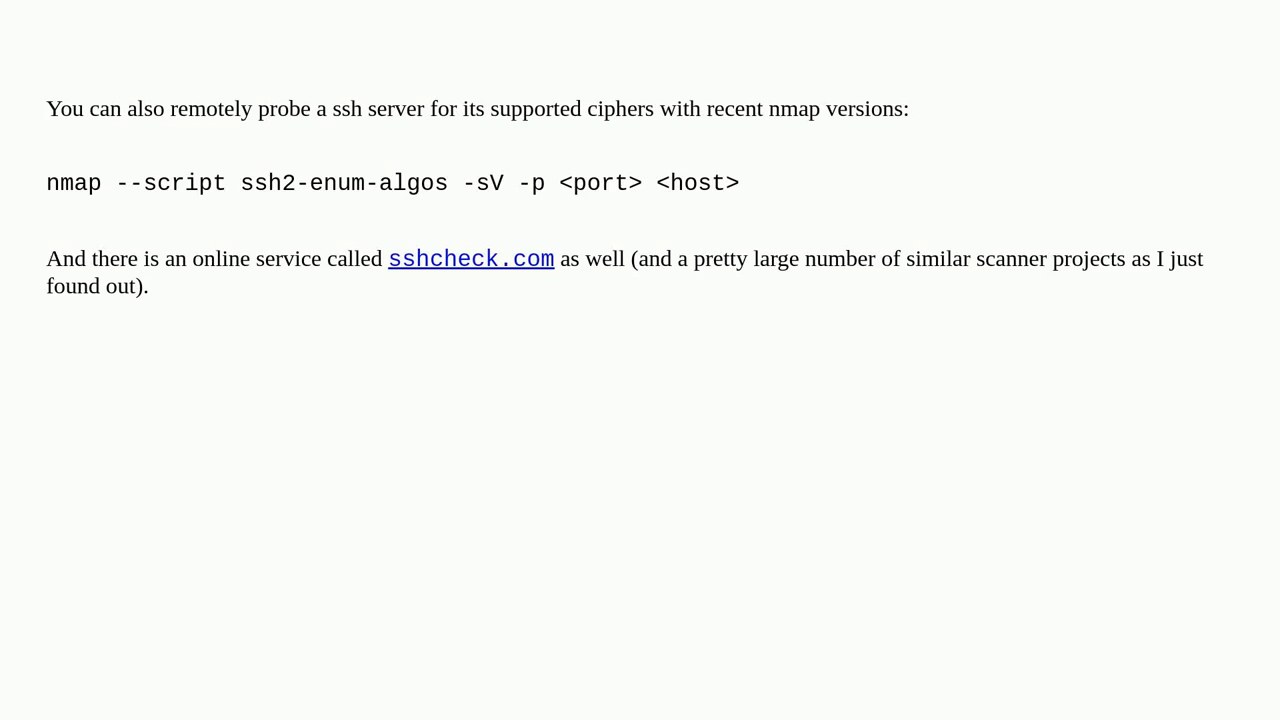 You can also remotely probe a ssh server for its supported ciphers with recent nmap versions:
nmap --script ssh2-enum-algos -sV -p <port> <host>
And there is an online service called sshcheck.com as well (and a pretty large number of similar scanner projects as I just
found out).